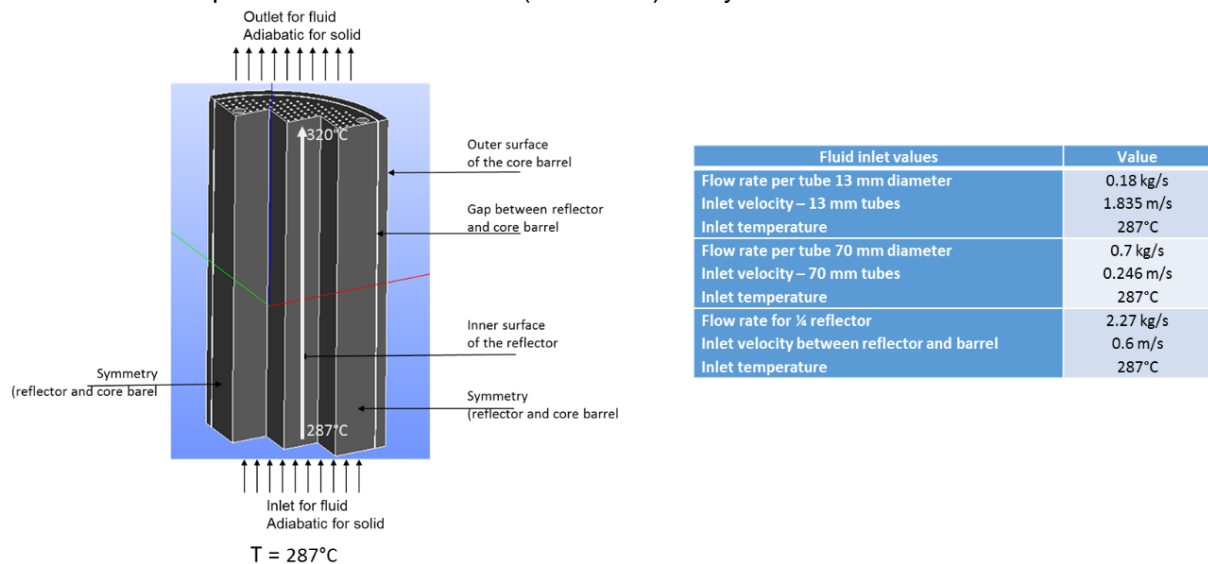 Outlet for fluid
Adiabatic for solid
320°C
Outer surface
of the core barrel
Gap between reflector
and core barrel
Inner surface
of the reflector
Symmetry
(reflector and core barel
Symmetry
(reflector and core barrel
287°C
Inlet for fluid
Adiabatic for solid
T = 287°C
Fluid inlet values Value
Flow rate per tube 13 mm diameter 0.18 kg/s
Inlet velocity – 13 mm tubes 1.835 m/s
Inlet temperature 287°C
Flow rate per tube 70 mm diameter 0.7 kg/s
Inlet velocity – 70 mm tubes 0.246 m/s
Inlet temperature 287°C
Flow rate for ¼ reflector 2.27 kg/s
Inlet velocity between reflector and barrel 0.6 m/s
Inlet temperature 287°C